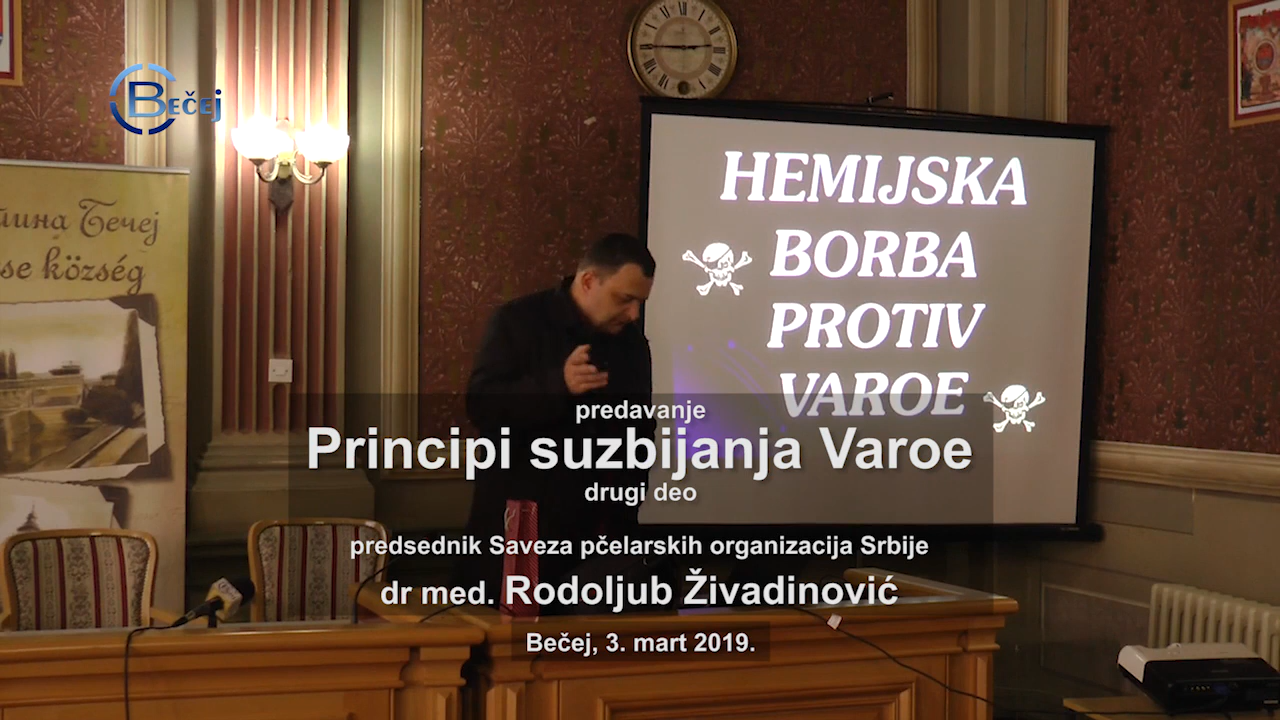 BEČEJ
HEMIJSKA
BORBA
PROTIV
VAROE
чина Бечеј
se község
predavanje
Principi suzbijanja Varoe
drugi deo
predsednik Saveza pčelarskih organizacija Srbije
dr med. Rodoljub Živadinović
Bečej, 3. mart 2019.